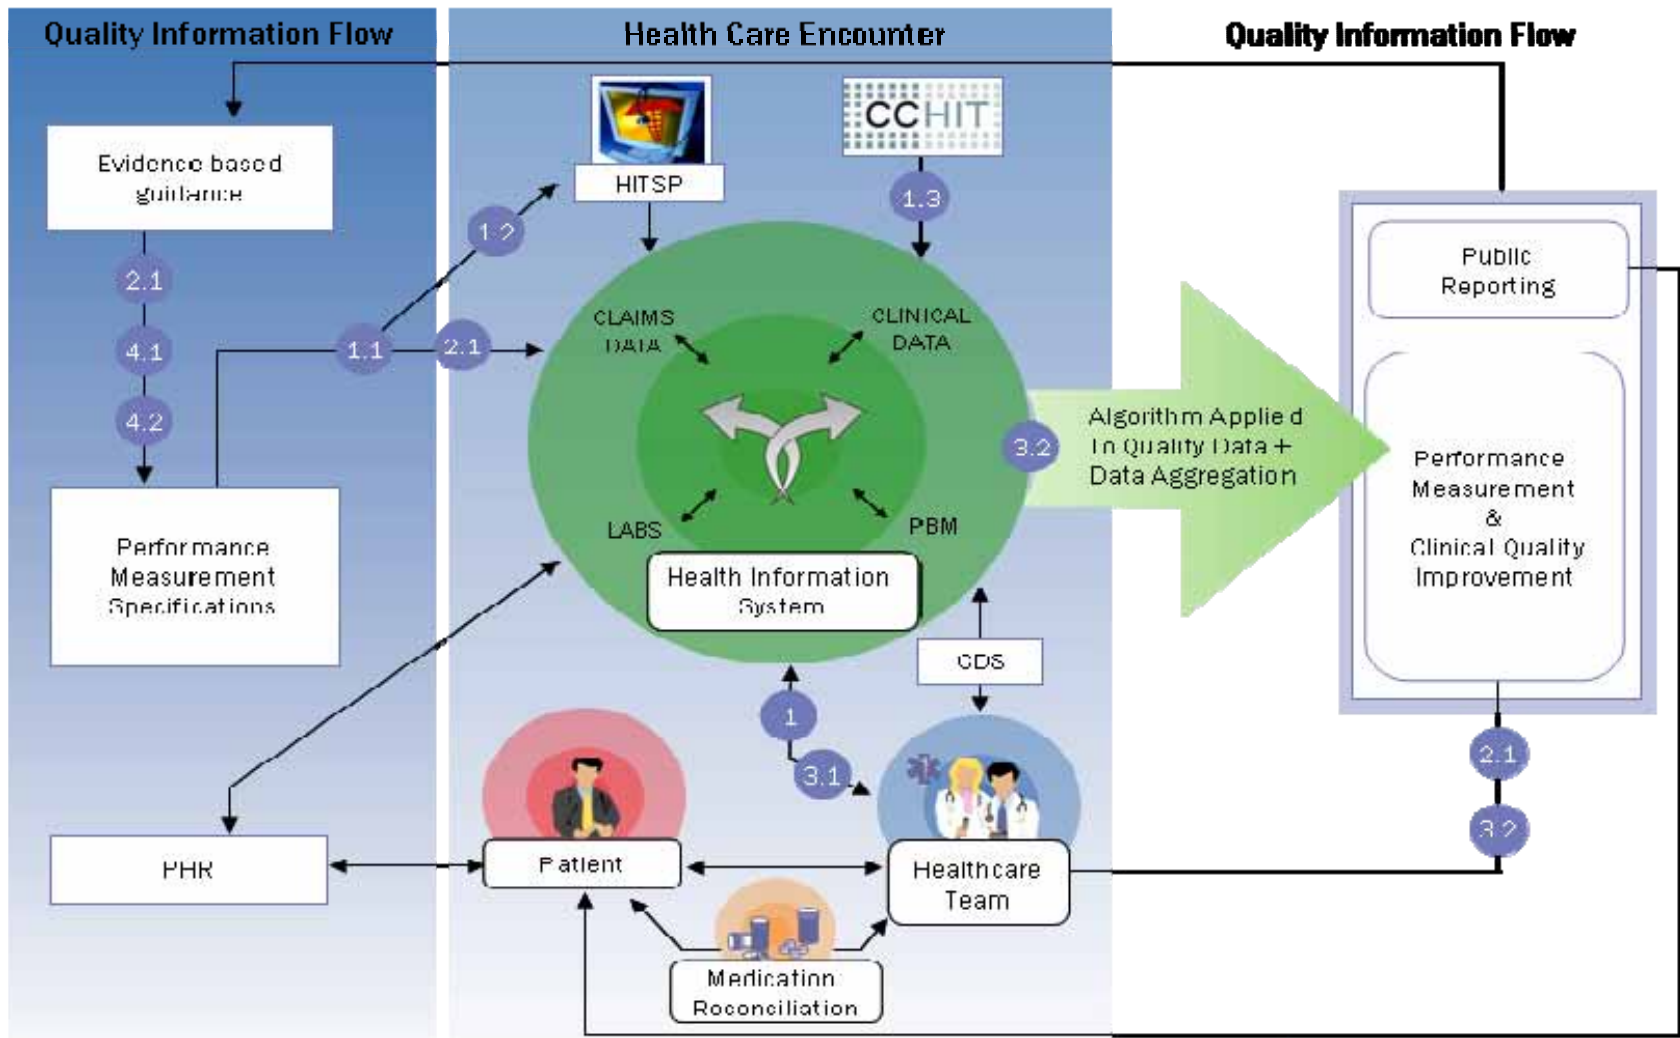 Quality Information Flow
Health Care Encounter
Quality Information Flow
Evidence based
guidance
2.1
4.1
4.2
Performance
Measurement
Specifications
1.1
2.1
1.2
HITSP
CCHIT
1.3
CLAIMS
DATA
CLINICAL
DATA
LABS
PBM
Health Information
System
3.2
Algorithm Applied
To Quality Data +
Data Aggregation
Public
Reporting
Performance
Measurement
&
Clinical Quality
Improvement
2.1
3.2
CDS
1
3.1
PHR
Patient
Healthcare
Team
Medication
Reconciliation